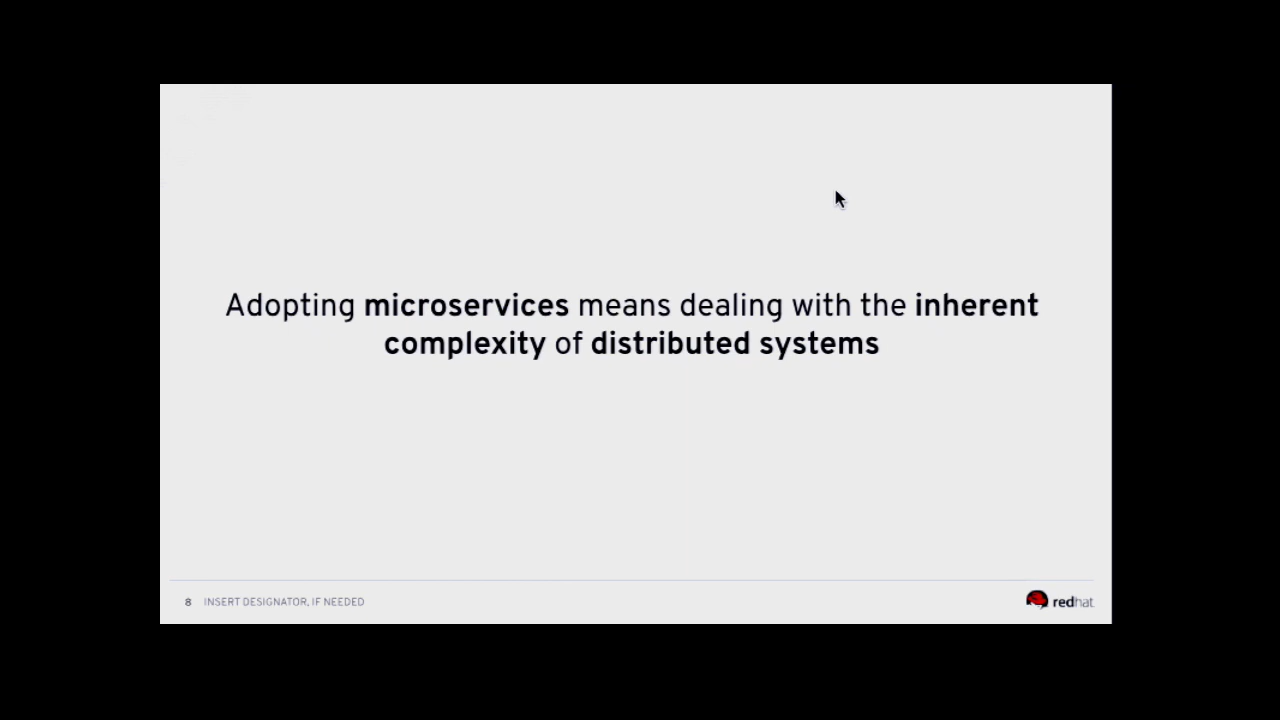 Adopting microservices means dealing with the inherent
complexity of distributed systems
8 INSERT DESIGNATOR, IF NEEDED
redhat